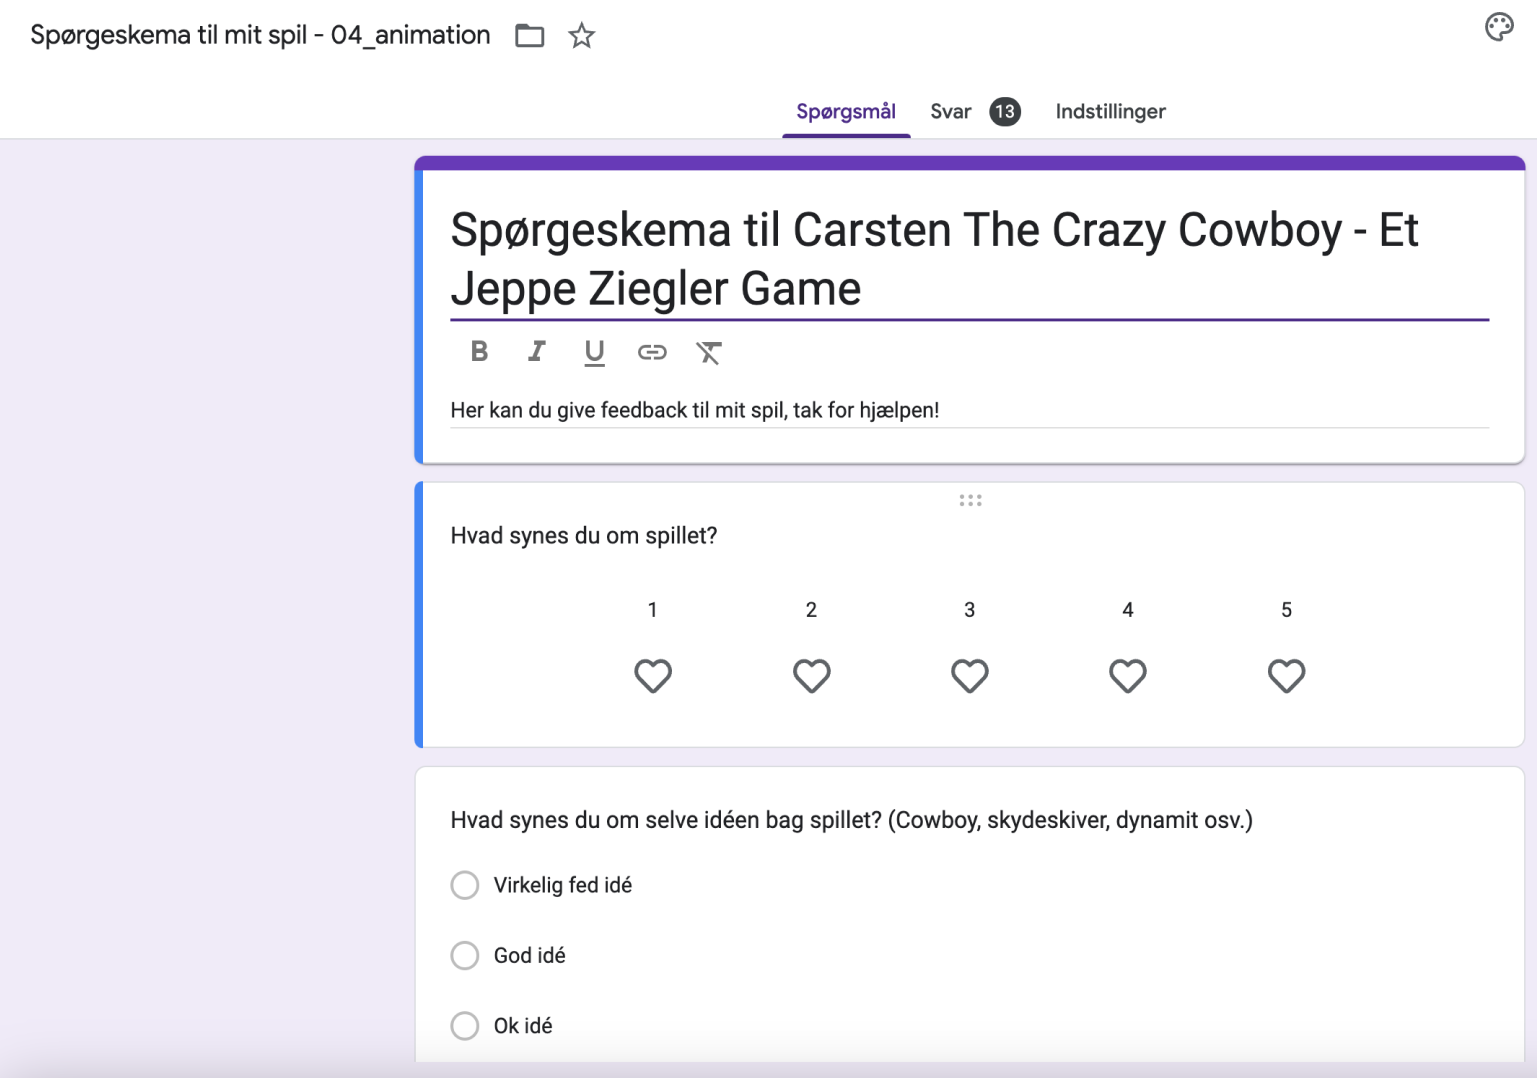 Spørgeskema til mit spil - 04_animation
Spørgsmål Svar 13 Indstillinger
Spørgeskema til Carsten The Crazy Cowboy - Et
Jeppe Ziegler Game
B I U
Her kan du give feedback til mit spil, tak for hjælpen!
Hvad synes du om spillet?
1 2 3 4 5
Hvad synes du om selve idéen bag spillet? (Cowboy, skydeskiver, dynamit osv.)
Virkelig fed idé
God idé
Ok idé